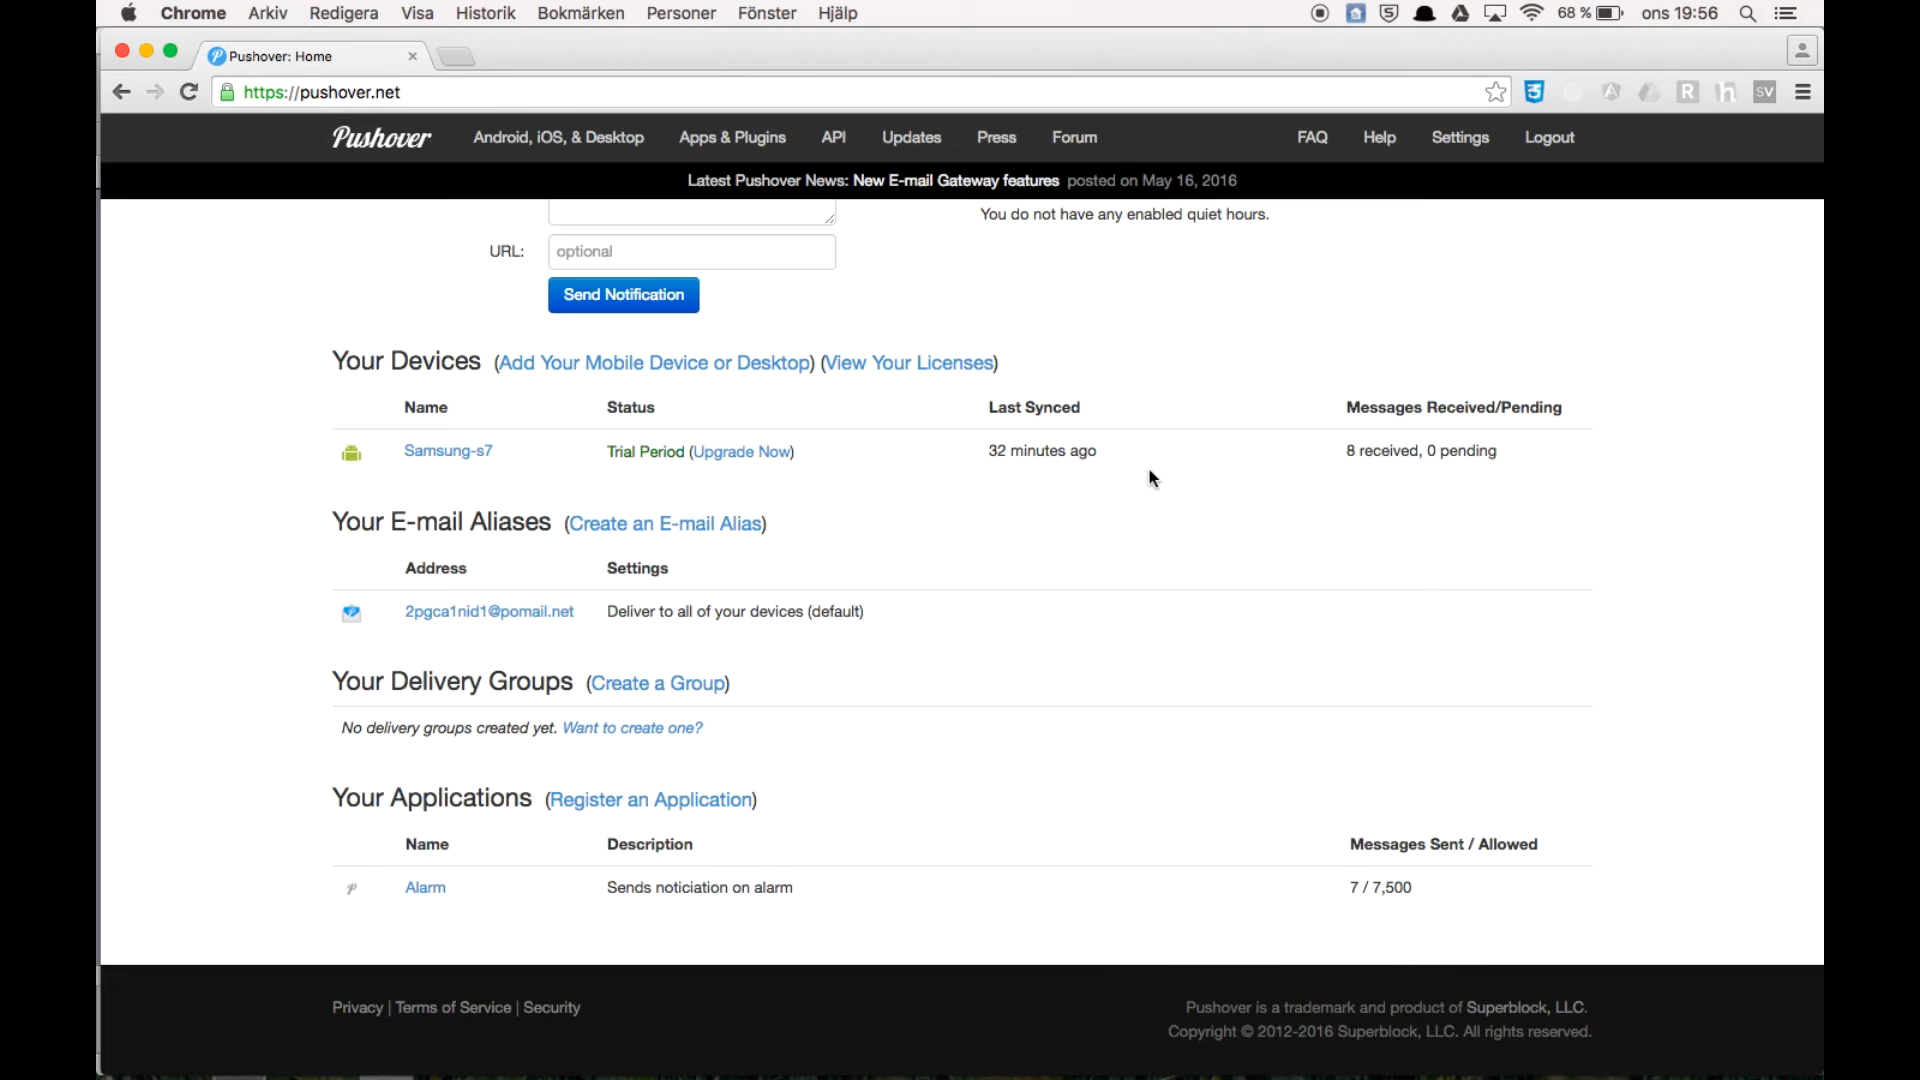 Chrome Arkiv Redigera Visa Historik Bokmärken Personer Fönster Hjälp 68 % ons 19:56
Pushover: Home
https://pushover.net
Pushover Android, iOS, & Desktop Apps & Plugins API Updates Press Forum FAQ Help Settings Logout
Latest Pushover News: New E-mail Gateway features posted on May 16, 2016
You do not have any enabled quiet hours.
URL: optional
Send Notification
Your Devices (Add Your Mobile Device or Desktop) (View Your Licenses)
Name Status Last Synced Messages Received/Pending
Samsung-s7 Trial Period (Upgrade Now) 32 minutes ago 8 received, 0 pending
Your E-mail Aliases (Create an E-mail Alias)
Address Settings
2pgca1nid1@pomail.net Deliver to all of your devices (default)
Your Delivery Groups (Create a Group)
No delivery groups created yet. Want to create one?
Your Applications (Register an Application)
Name Description Messages Sent / Allowed
Alarm Sends noticiation on alarm 7 / 7,500
Privacy | Terms of Service | Security
Pushover is a trademark and product of Superblock, LLC.
Copyright © 2012-2016 Superblock, LLC. All rights reserved.